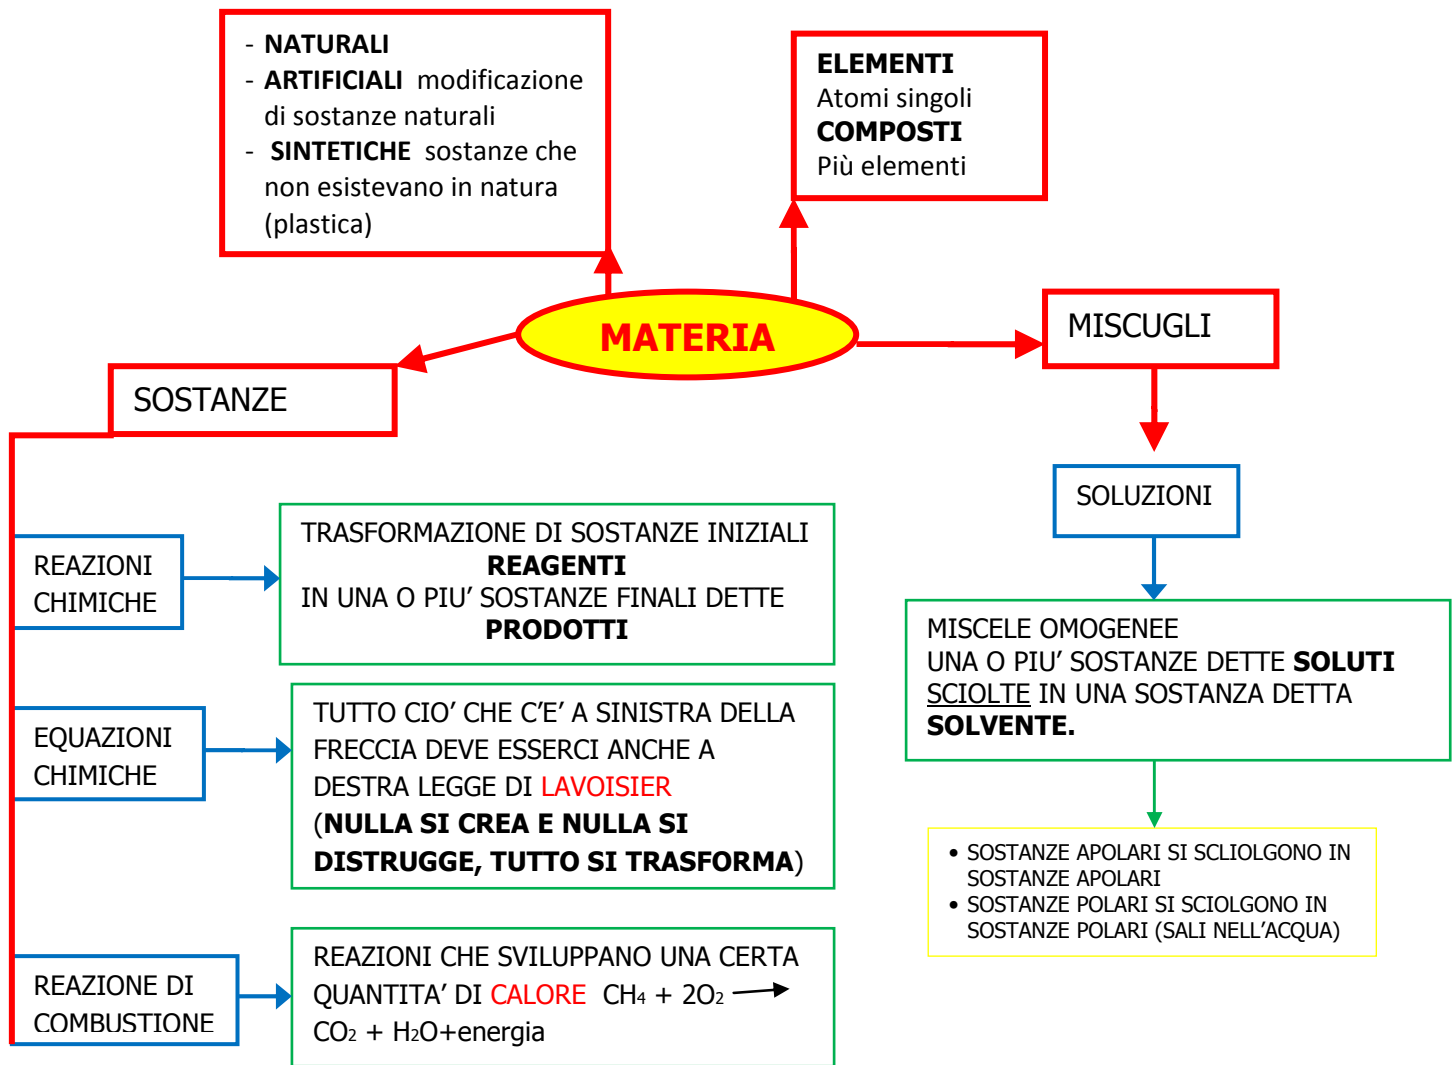 - NATURALI
- ARTIFICIALI modificazione
di sostanze naturali
- SINTETICHE sostanze che
non esistevano in natura
(plastica)
ELEMENTI
Atomi singoli
COMPOSTI
Più elementi
MATERIA
MISCUGLI
SOSTANZE
SOLUZIONI
REAZIONI
CHIMICHE
TRASFORMAZIONE DI SOSTANZE INIZIALI
REAGENTI
IN UNA O PIU’ SOSTANZE FINALI DETTE
PRODOTTI
MISCELE OMOGENEE
UNA O PIU’ SOSTANZE DETTE SOLUTI
SCIOLTE IN UNA SOSTANZA DETTA
SOLVENTE.
EQUAZIONI
CHIMICHE
TUTTO CIO’ CHE C’E’ A SINISTRA DELLA
FRECCIA DEVE ESSERCI ANCHE A
DESTRA LEGGE DI LAVOISIER
(NULLA SI CREA E NULLA SI
DISTRUGGE, TUTTO SI TRASFORMA)
• SOSTANZE APOLARI SI SCLIOLGONO IN
SOSTANZE APOLARI
• SOSTANZE POLARI SI SCIOLGONO IN
SOSTANZE POLARI (SALI NELL’ACQUA)
REAZIONE DI
COMBUSTIONE
REAZIONI CHE SVILUPPANO UNA CERTA
QUANTITA’ DI CALORE CH4 + 2O2 →
CO2 + H2O+energia